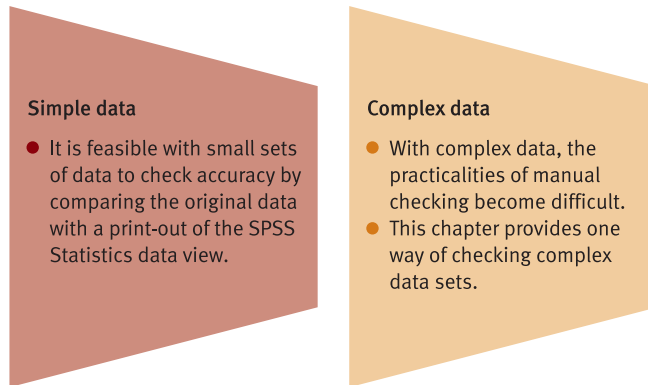 Simple data
● It is feasible with small sets
of data to check accuracy by
comparing the original data
with a print-out of the SPSS
Statistics data view.
Complex data
● With complex data, the
practicalities of manual
checking become difficult.
● This chapter provides one
way of checking complex
data sets.